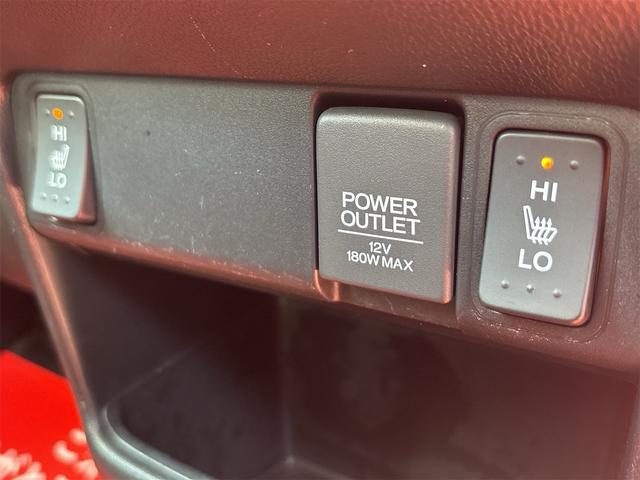 HI
LO
POWER
OUTLET
12V
180W MAX
HI
LO